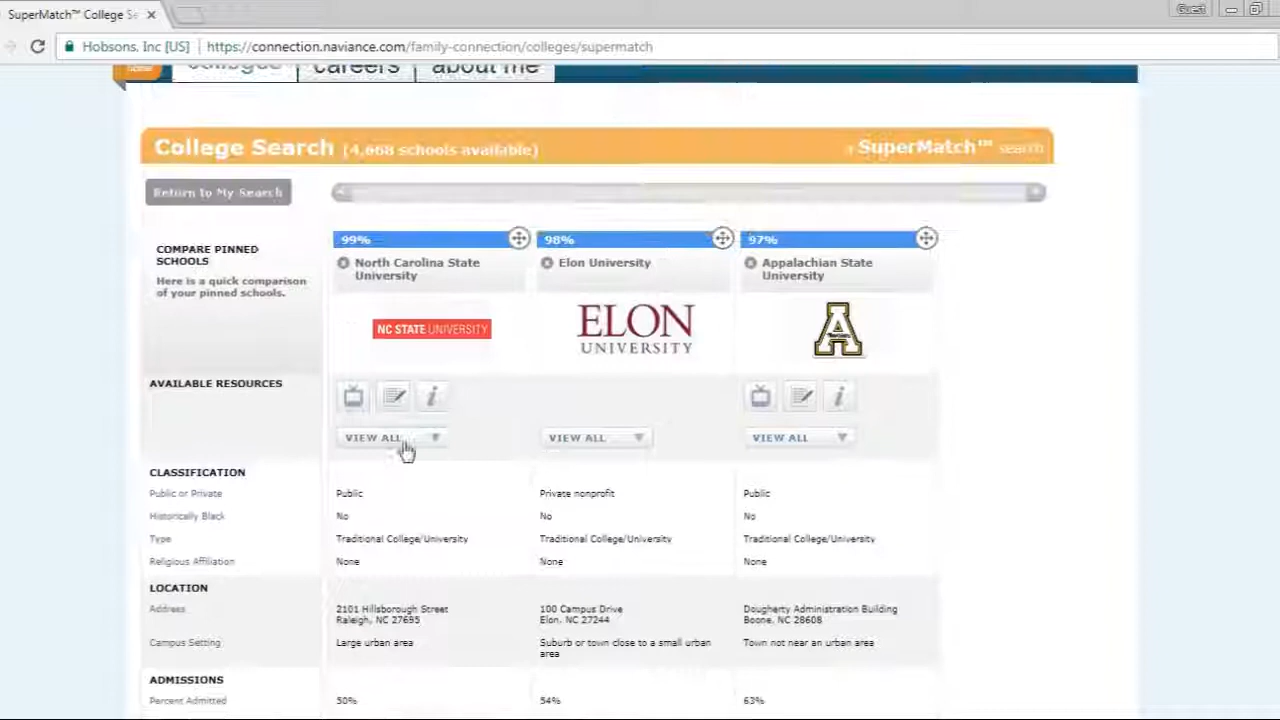 SuperMatch™ College Se
Guest
Hobsons, Inc [US] https://connection.naviance.com/family-connection/colleges/supermatch
home colleges careers about me
College Search (4,668 schools available)
SuperMatch™ search
Return to My Search
COMPARE PINNED
SCHOOLS
Here is a quick comparison
of your pinned schools.
99% 98% 97%
North Carolina State Elon University Appalachian State
University University
NC STATE UNIVERSITY
ELON
UNIVERSITY
A
AVAILABLE RESOURCES
VIEW ALL VIEW ALL VIEW ALL
CLASSIFICATION
Public or Private Public Private nonprofit Public
Historically Black No No No
Type Traditional College/University Traditional College/University Traditional College/University
Religious Affiliation None None None
LOCATION
Address 2101 Hillsborough Street 100 Campus Drive Dougherty Administration Building
Raleigh, NC 27695 Elon, NC 27244 Boone, NC 28608
Campus Setting Large urban area Suburb or town close to a small urban Town not near an urban area
area
ADMISSIONS
Percent Admitted 50% 54% 63%